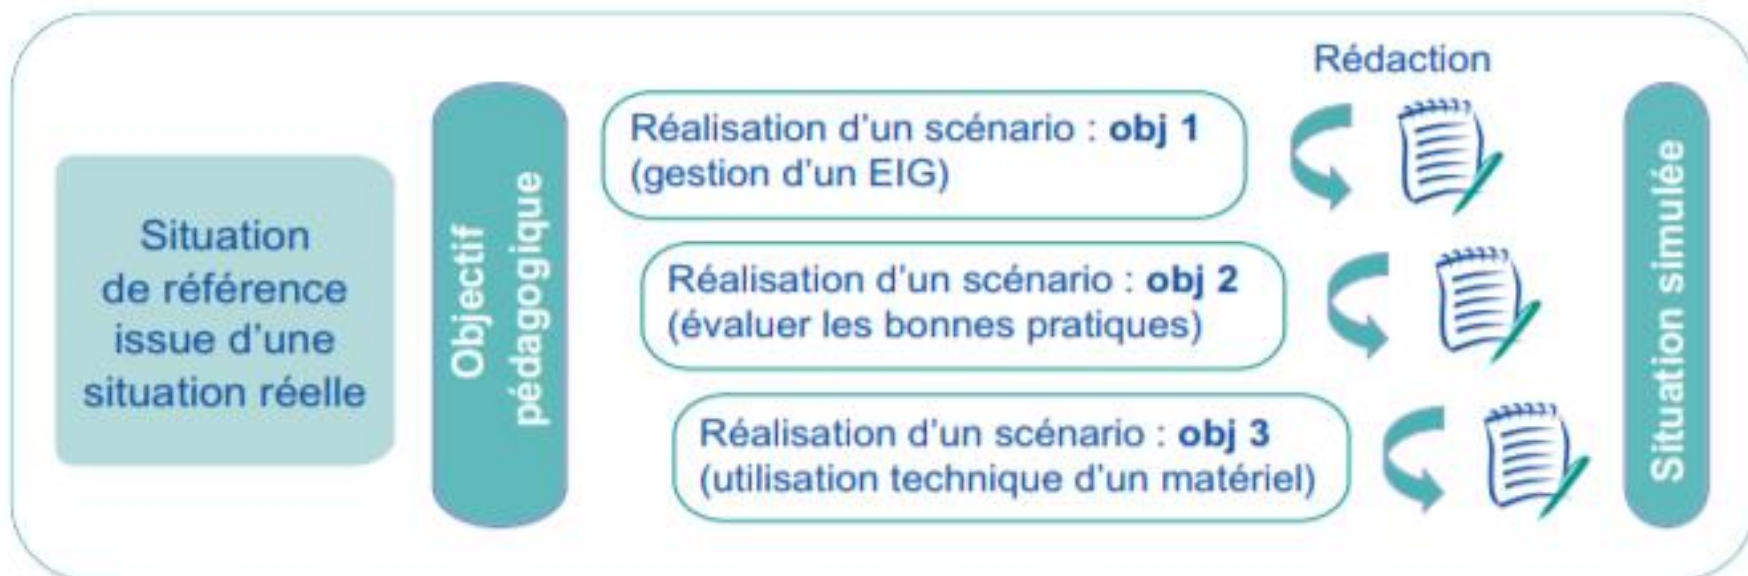 Situation
de référence
issue d'une
situation réelle
Objectif
pédagogique
Rédaction
Réalisation d'un scénario : obj 1
(gestion d'un EIG)
Réalisation d'un scénario : obj 2
(évaluer les bonnes pratiques)
Réalisation d'un scénario : obj 3
(utilisation technique d'un matériel)
Situation simulée